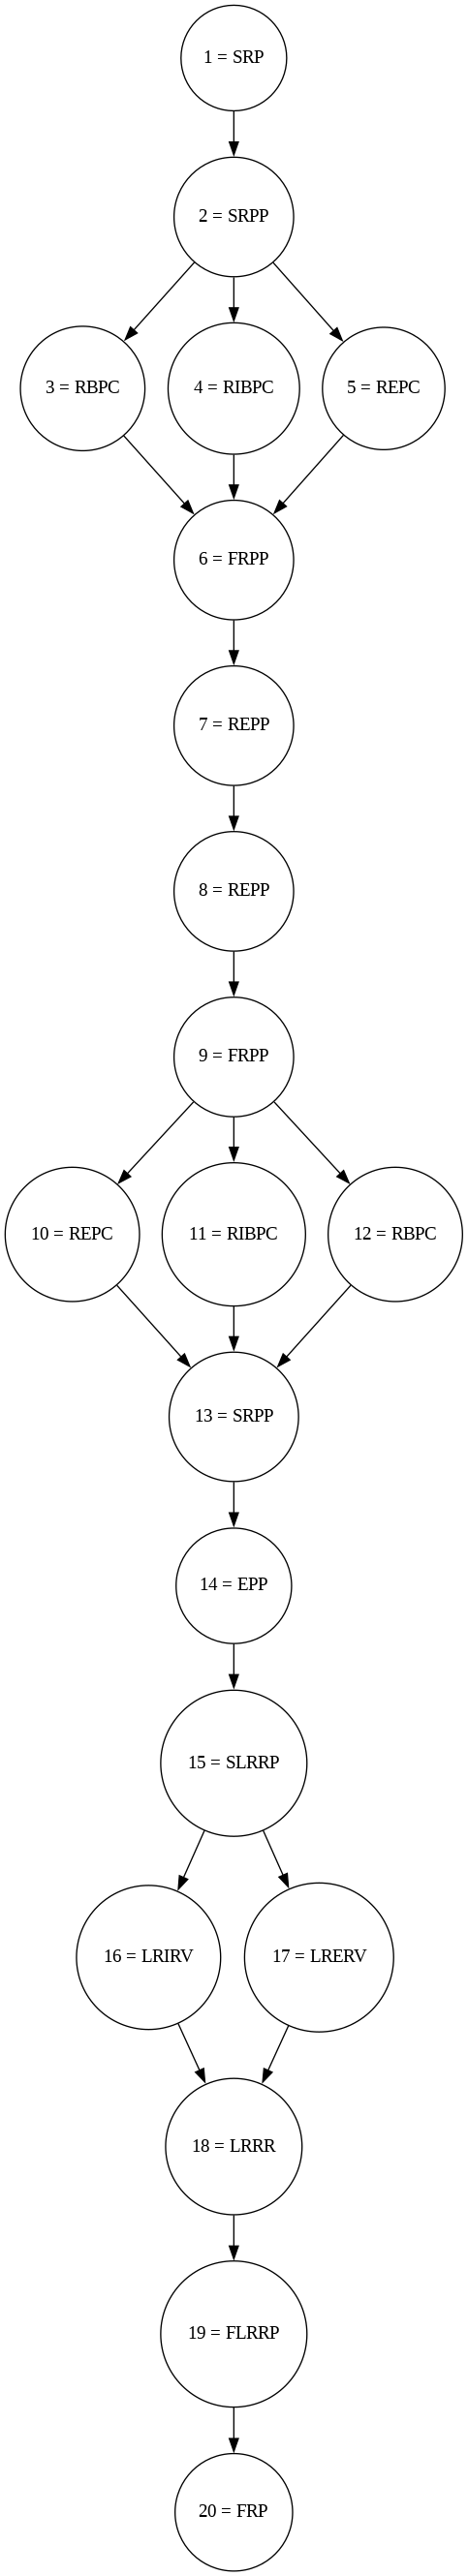 1 = SRP
2 = SRPP
3 = RBPC
4 = RIBPC
5 = REPC
6 = FRPP
7 = REPP
8 = REPP
9 = FRPP
10 = REPC
11 = RIBPC
12 = RBPC
13 = SRPP
14 = EPP
15 = SLRRP
16 = LRIRV
17 = LRERV
18 = LRRR
19 = FLRRP
20 = FRP